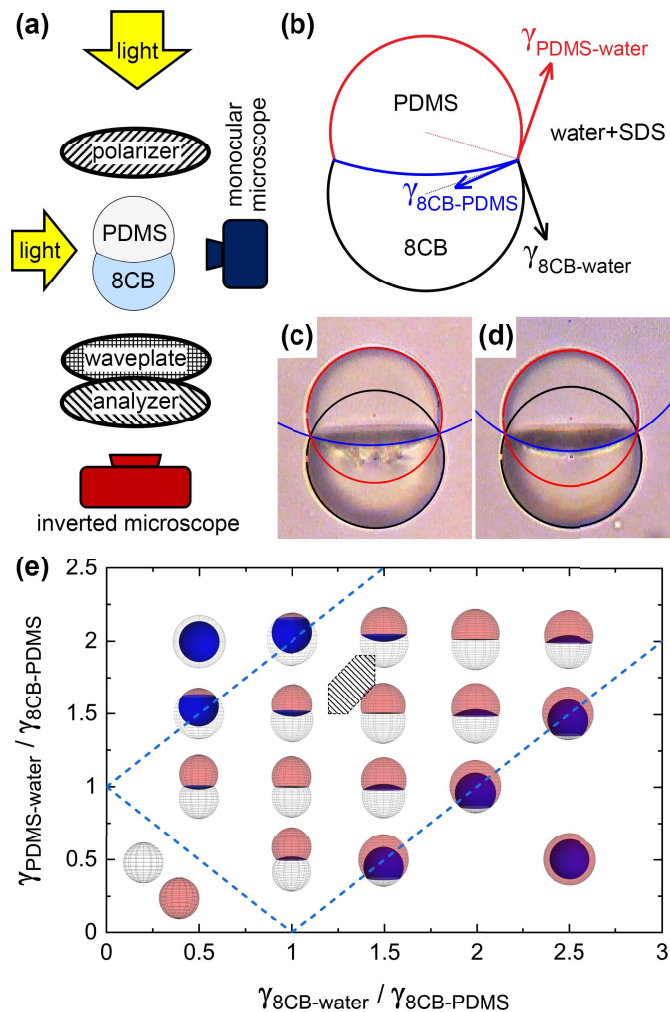 (a)
light
polarizer
PDMS
8CB
light
monocular
microscope
waveplate
analyzer
inverted microscope
(b)
γPDMS-water
PDMS
water+SDS
γ8CB-PDMS
8CB
γ8CB-water
(c)
(d)
(e)
2.5
2
1.5
1
0.5
0
γPDMS-water / γ8CB-PDMS
0 0.5 1.0 1.5 2 2.5 3
γ8CB-water / γ8CB-PDMS